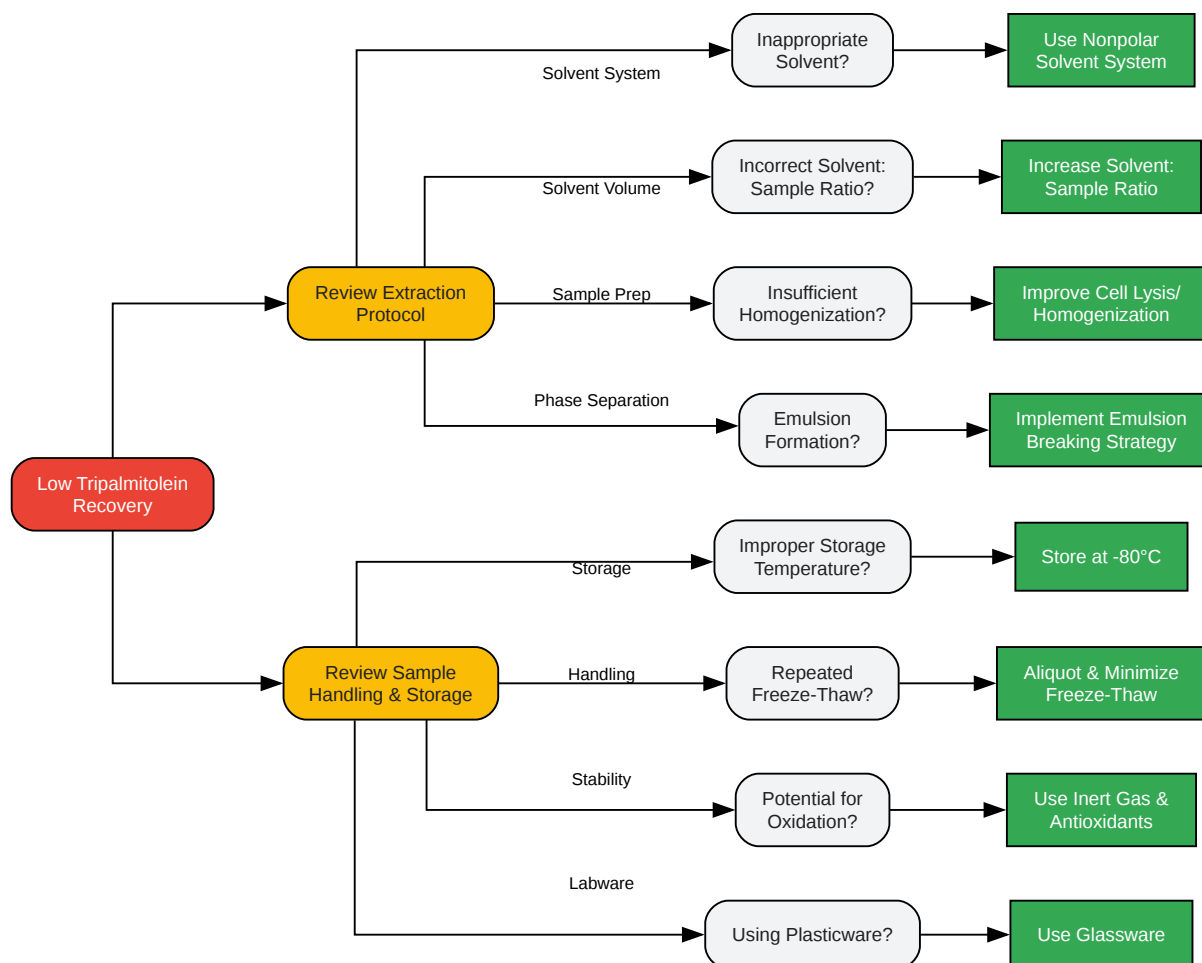 Inappropriate
Solvent?
Use Nonpolar
Solvent System
Solvent System
Incorrect Solvent:
Sample Ratio?
Increase Solvent:
Sample Ratio
Solvent Volume
Review Extraction
Protocol
Sample Prep
Insufficient
Homogenization?
Improve Cell Lysis/
Homogenization
Phase Separation
Emulsion
Formation?
Implement Emulsion
Breaking Strategy
Low Tripalmitolein
Recovery
Improper Storage
Temperature?
Store at -80°C
Storage
Review Sample
Handling & Storage
Handling
Repeated
Freeze-Thaw?
Aliquot & Minimize
Freeze-Thaw
Stability
Potential for
Oxidation?
Use Inert Gas &
Antioxidants
Labware
Using Plasticware?
Use Glassware